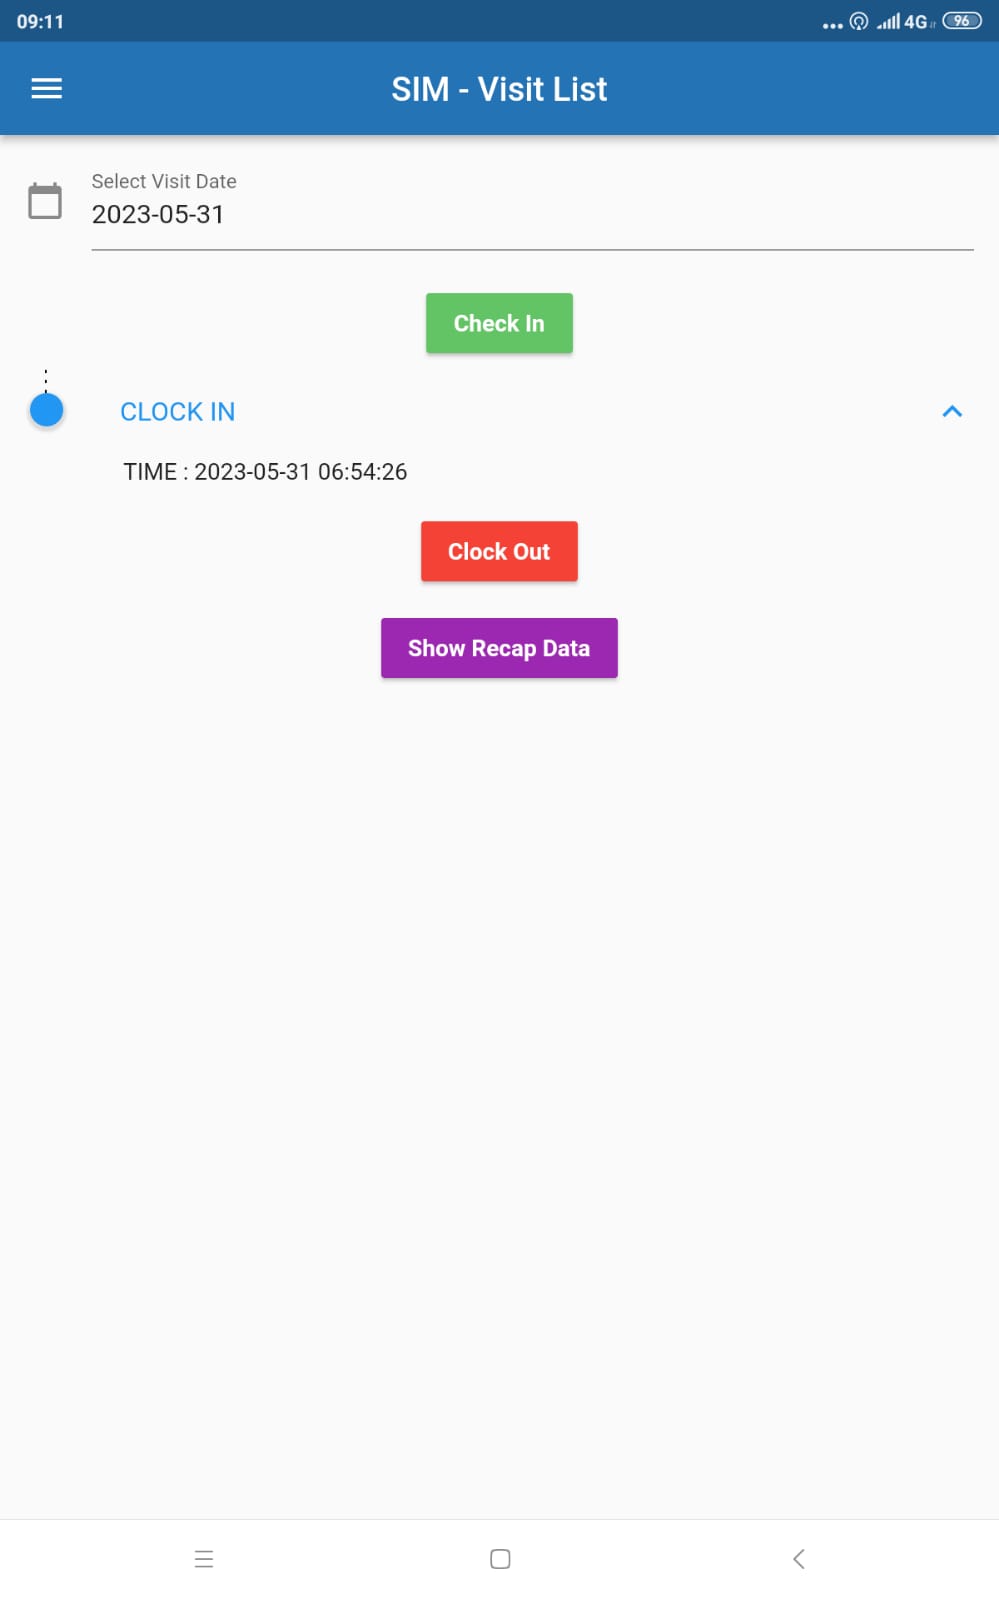 09:11
4G 96
SIM - Visit List
Select Visit Date
2023-05-31
Check In
CLOCK IN
TIME : 2023-05-31 06:54:26
Clock Out
Show Recap Data